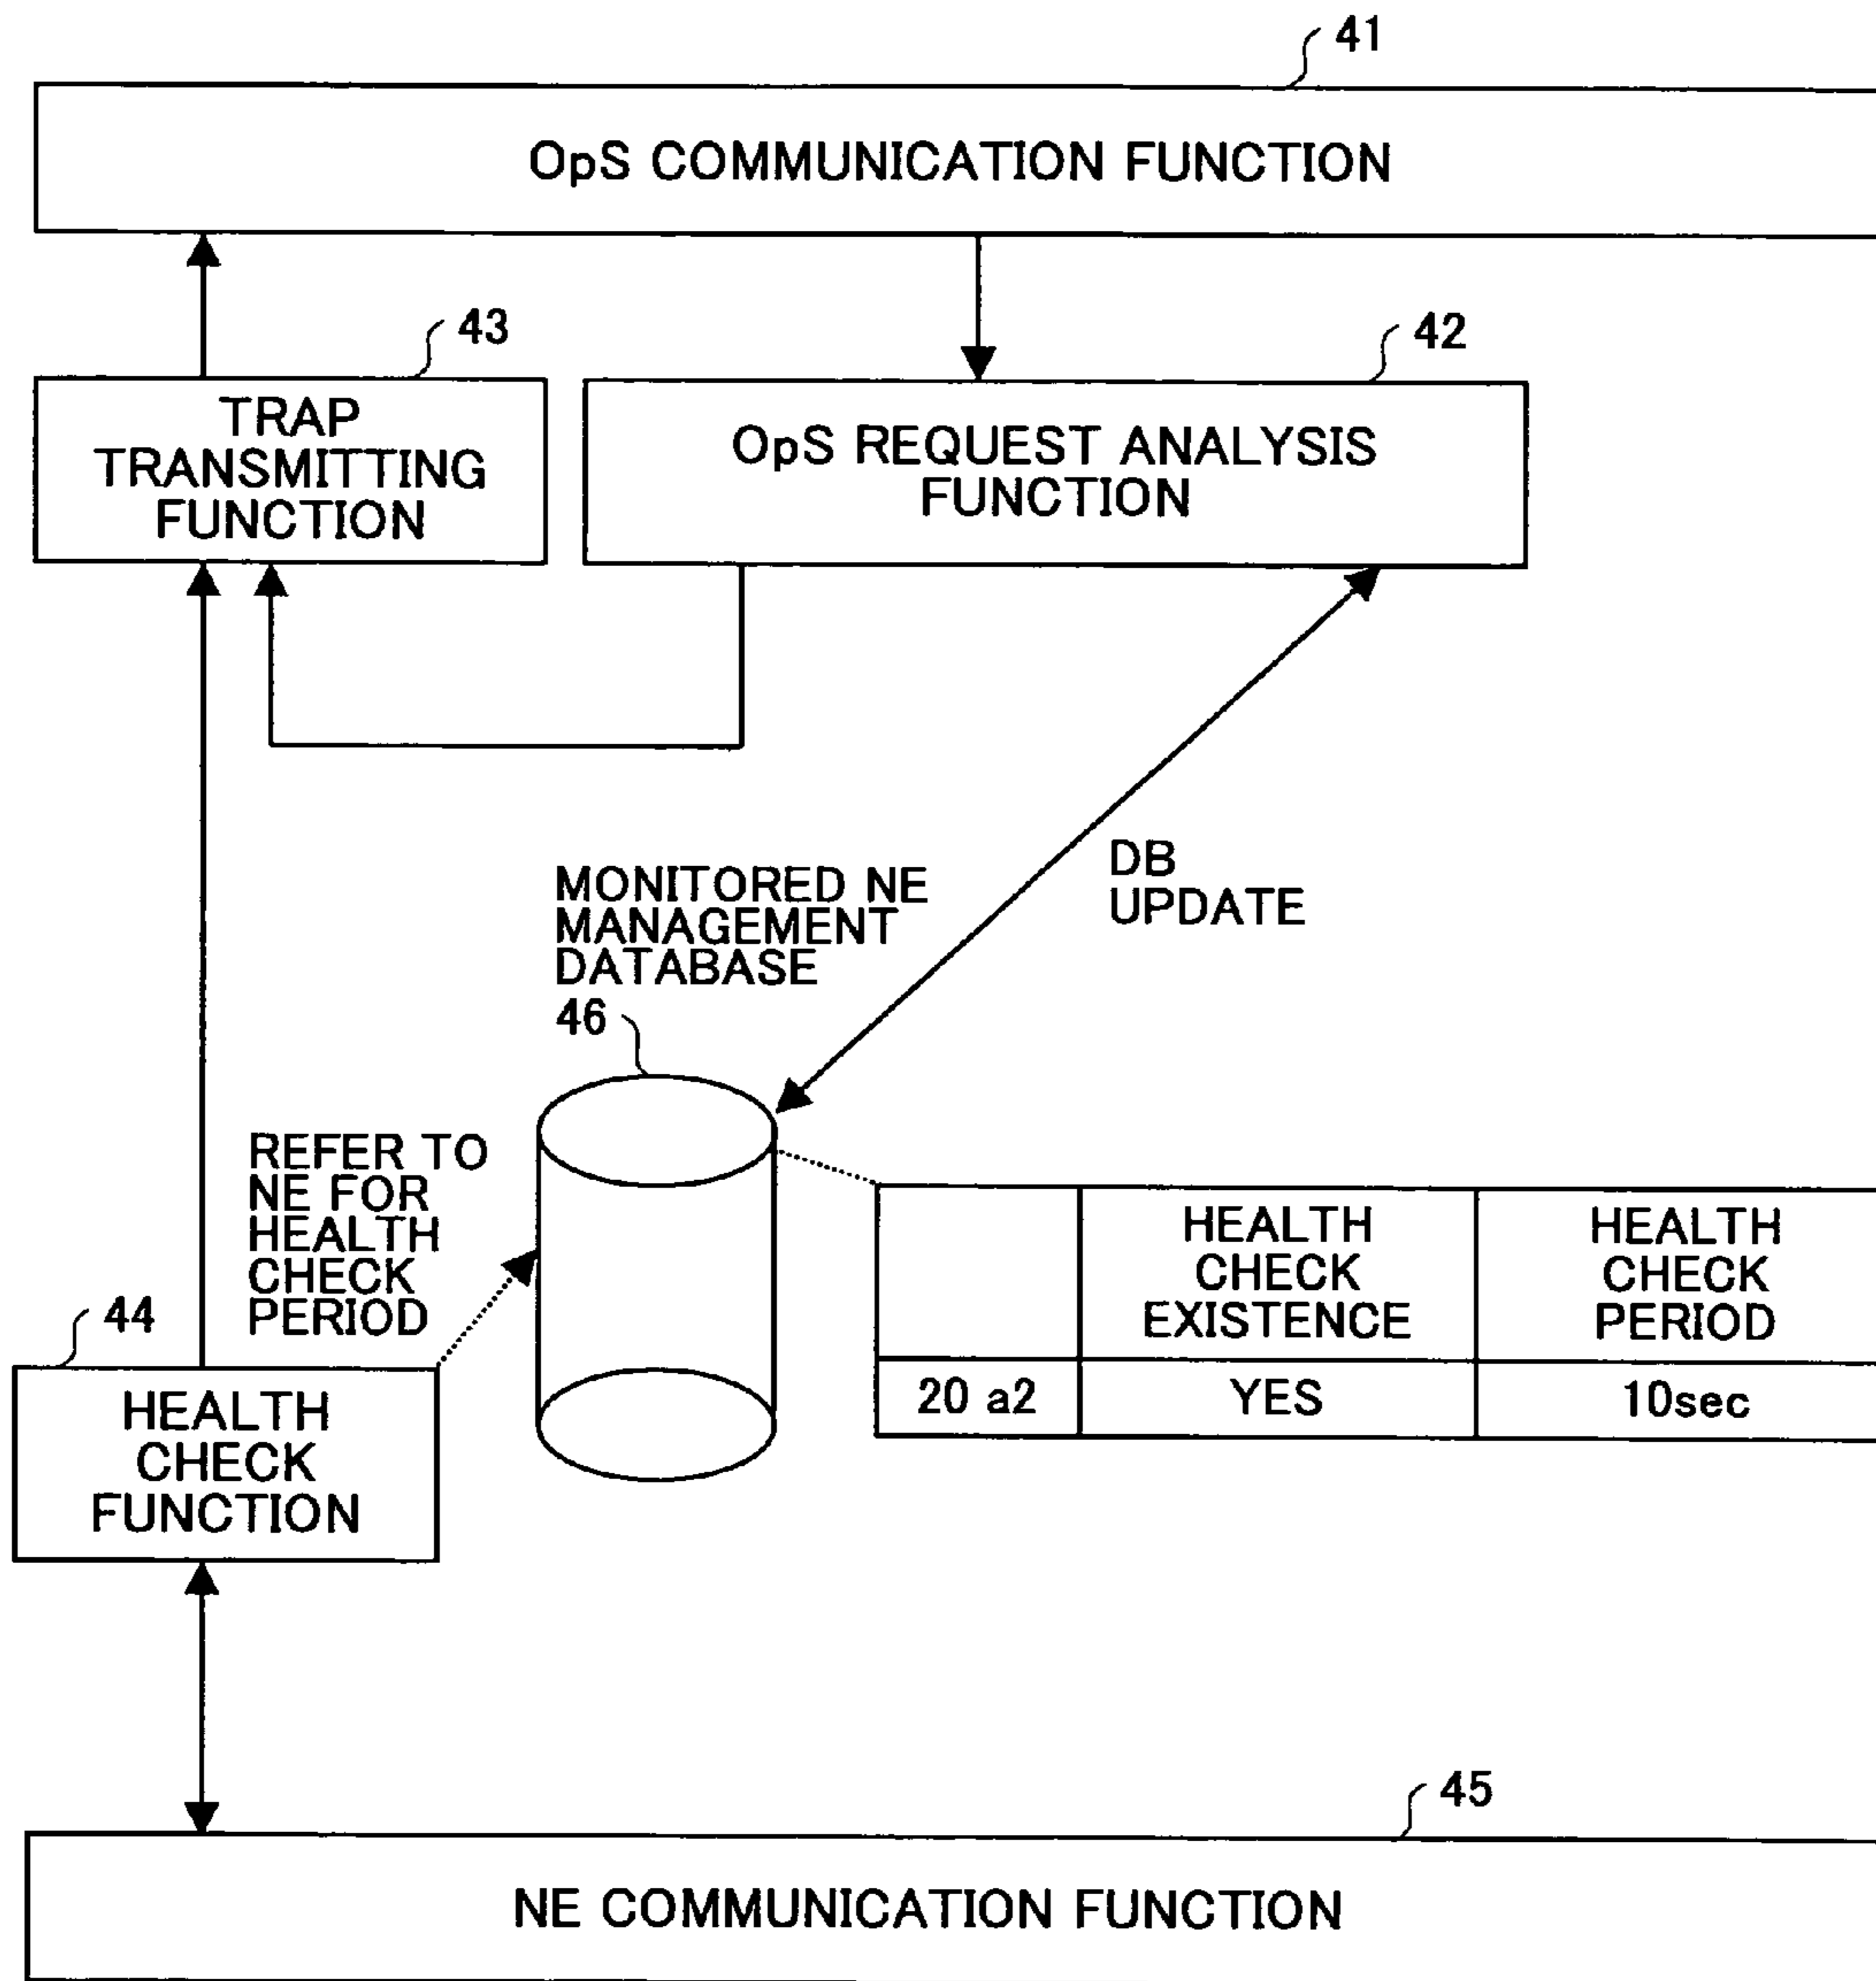 41
OpS COMMUNICATION FUNCTION
43
42
TRAP
TRANSMITTING
FUNCTION
OpS REQUEST ANALYSIS
FUNCTION
DB
UPDATE
MONITORED NE
MANAGEMENT
DATABASE
46
REFER TO
NE FOR
HEALTH
CHECK
PERIOD
HEALTH
CHECK
EXISTENCE
HEALTH
CHECK
PERIOD
20 a2
YES
10sec
44
HEALTH
CHECK
FUNCTION
45
NE COMMUNICATION FUNCTION